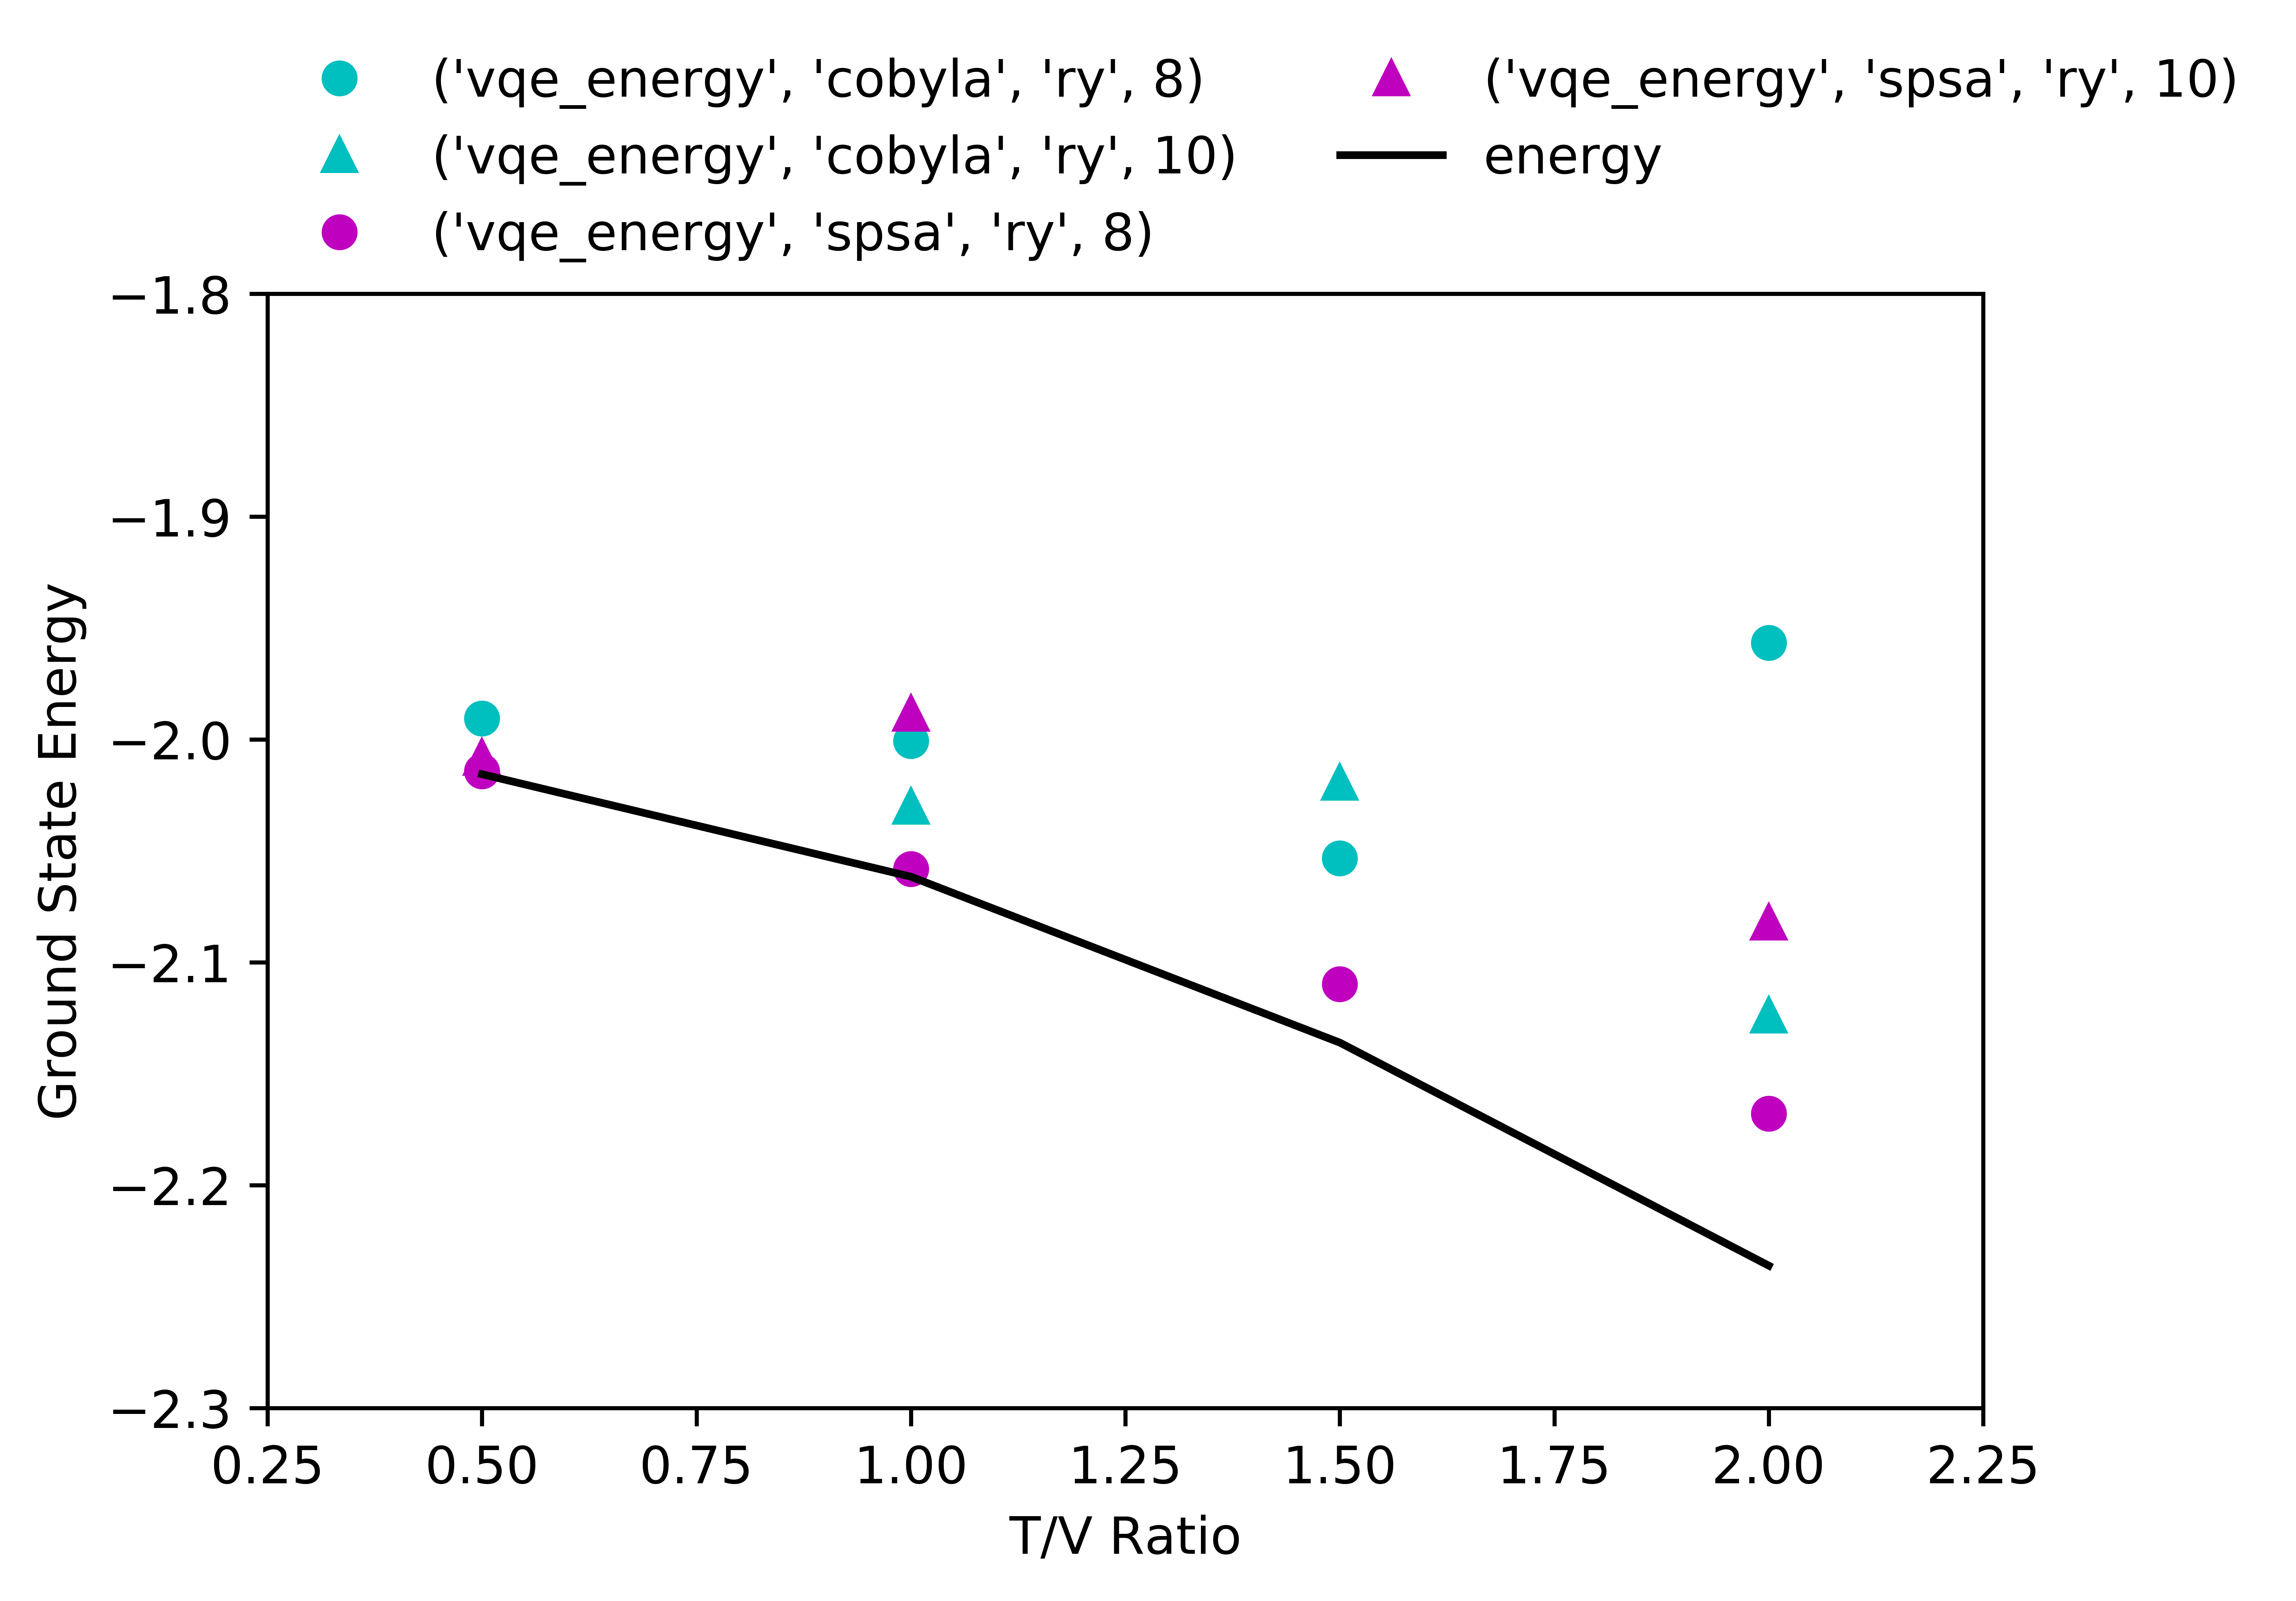 ('vqe_energy', 'cobyla', 'ry', 8)
('vqe_energy', 'cobyla', 'ry', 10)
('vqe_energy', 'spsa', 'ry', 8)
('vqe_energy', 'spsa', 'ry', 10)
energy
−1.8
−1.9
−2.0
−2.1
−2.2
−2.3
Ground State Energy
0.25 0.50 0.75 1.00 1.25 1.50 1.75 2.00 2.25
T/V Ratio